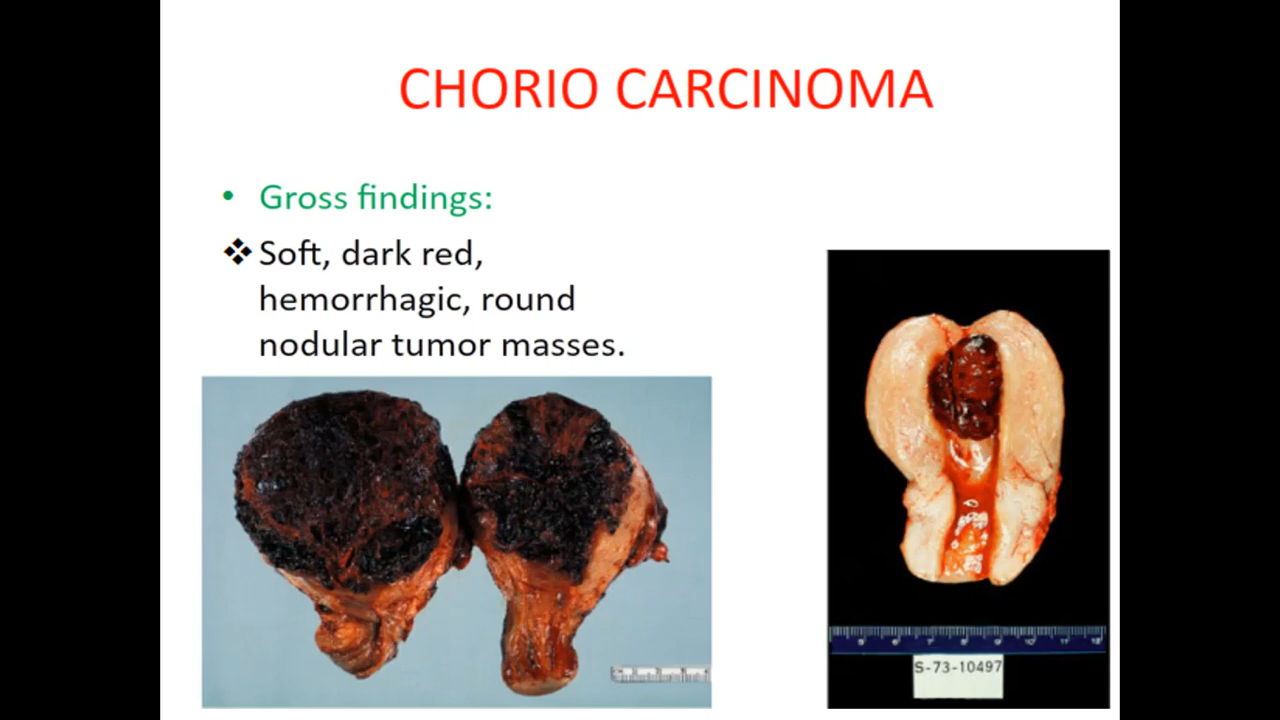 CHORIO CARCINOMA
• Gross findings:
❖ Soft, dark red,
hemorrhagic, round
nodular tumor masses.
S-73-10497